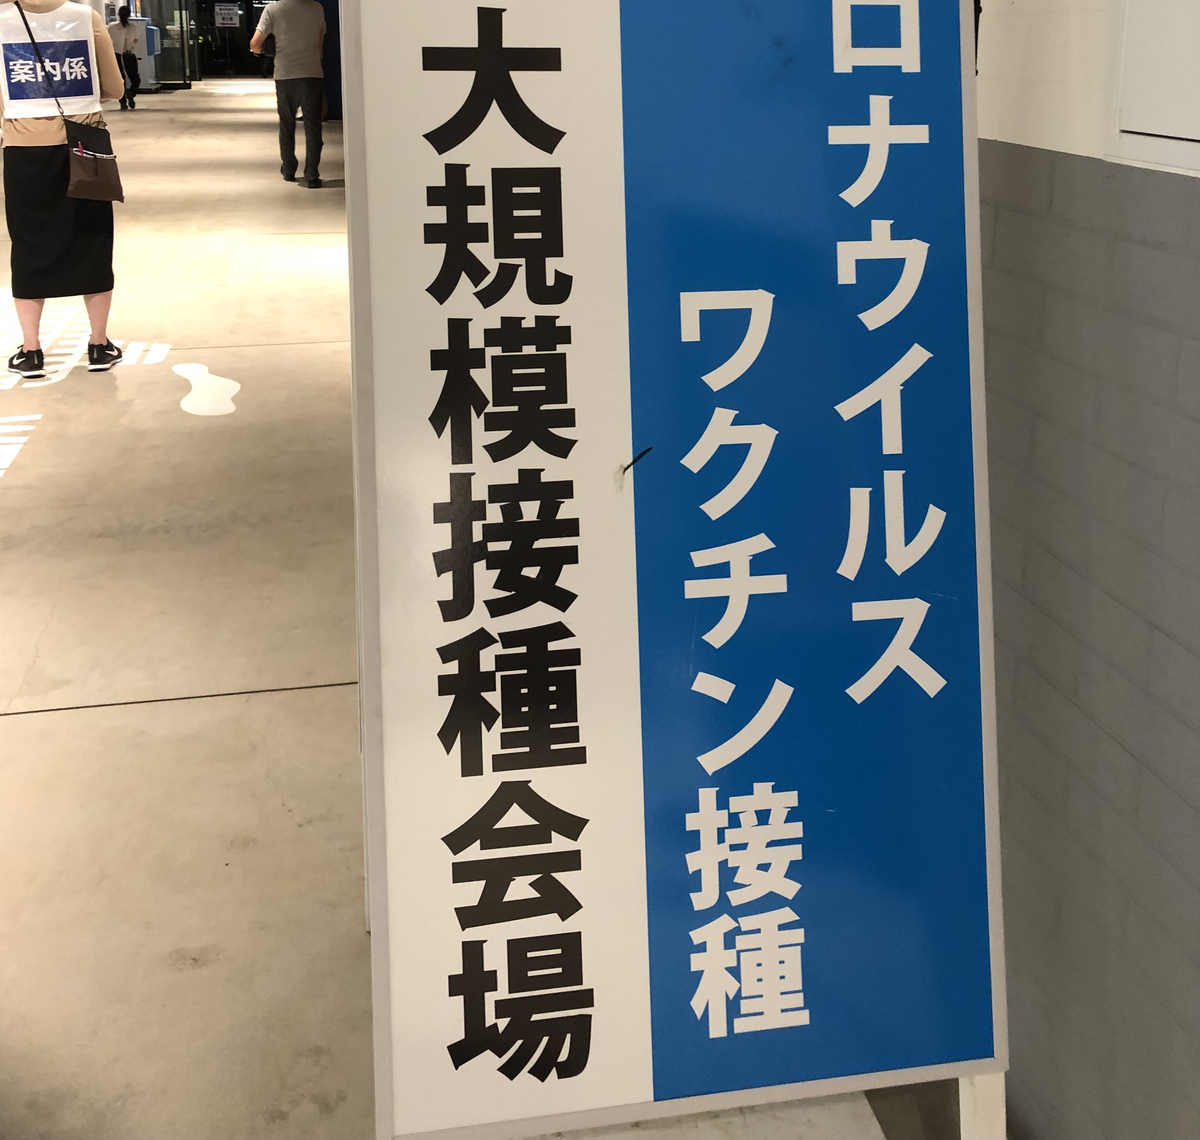 ロナウイルス
ワクチン接種
大規模接種会場
案内係